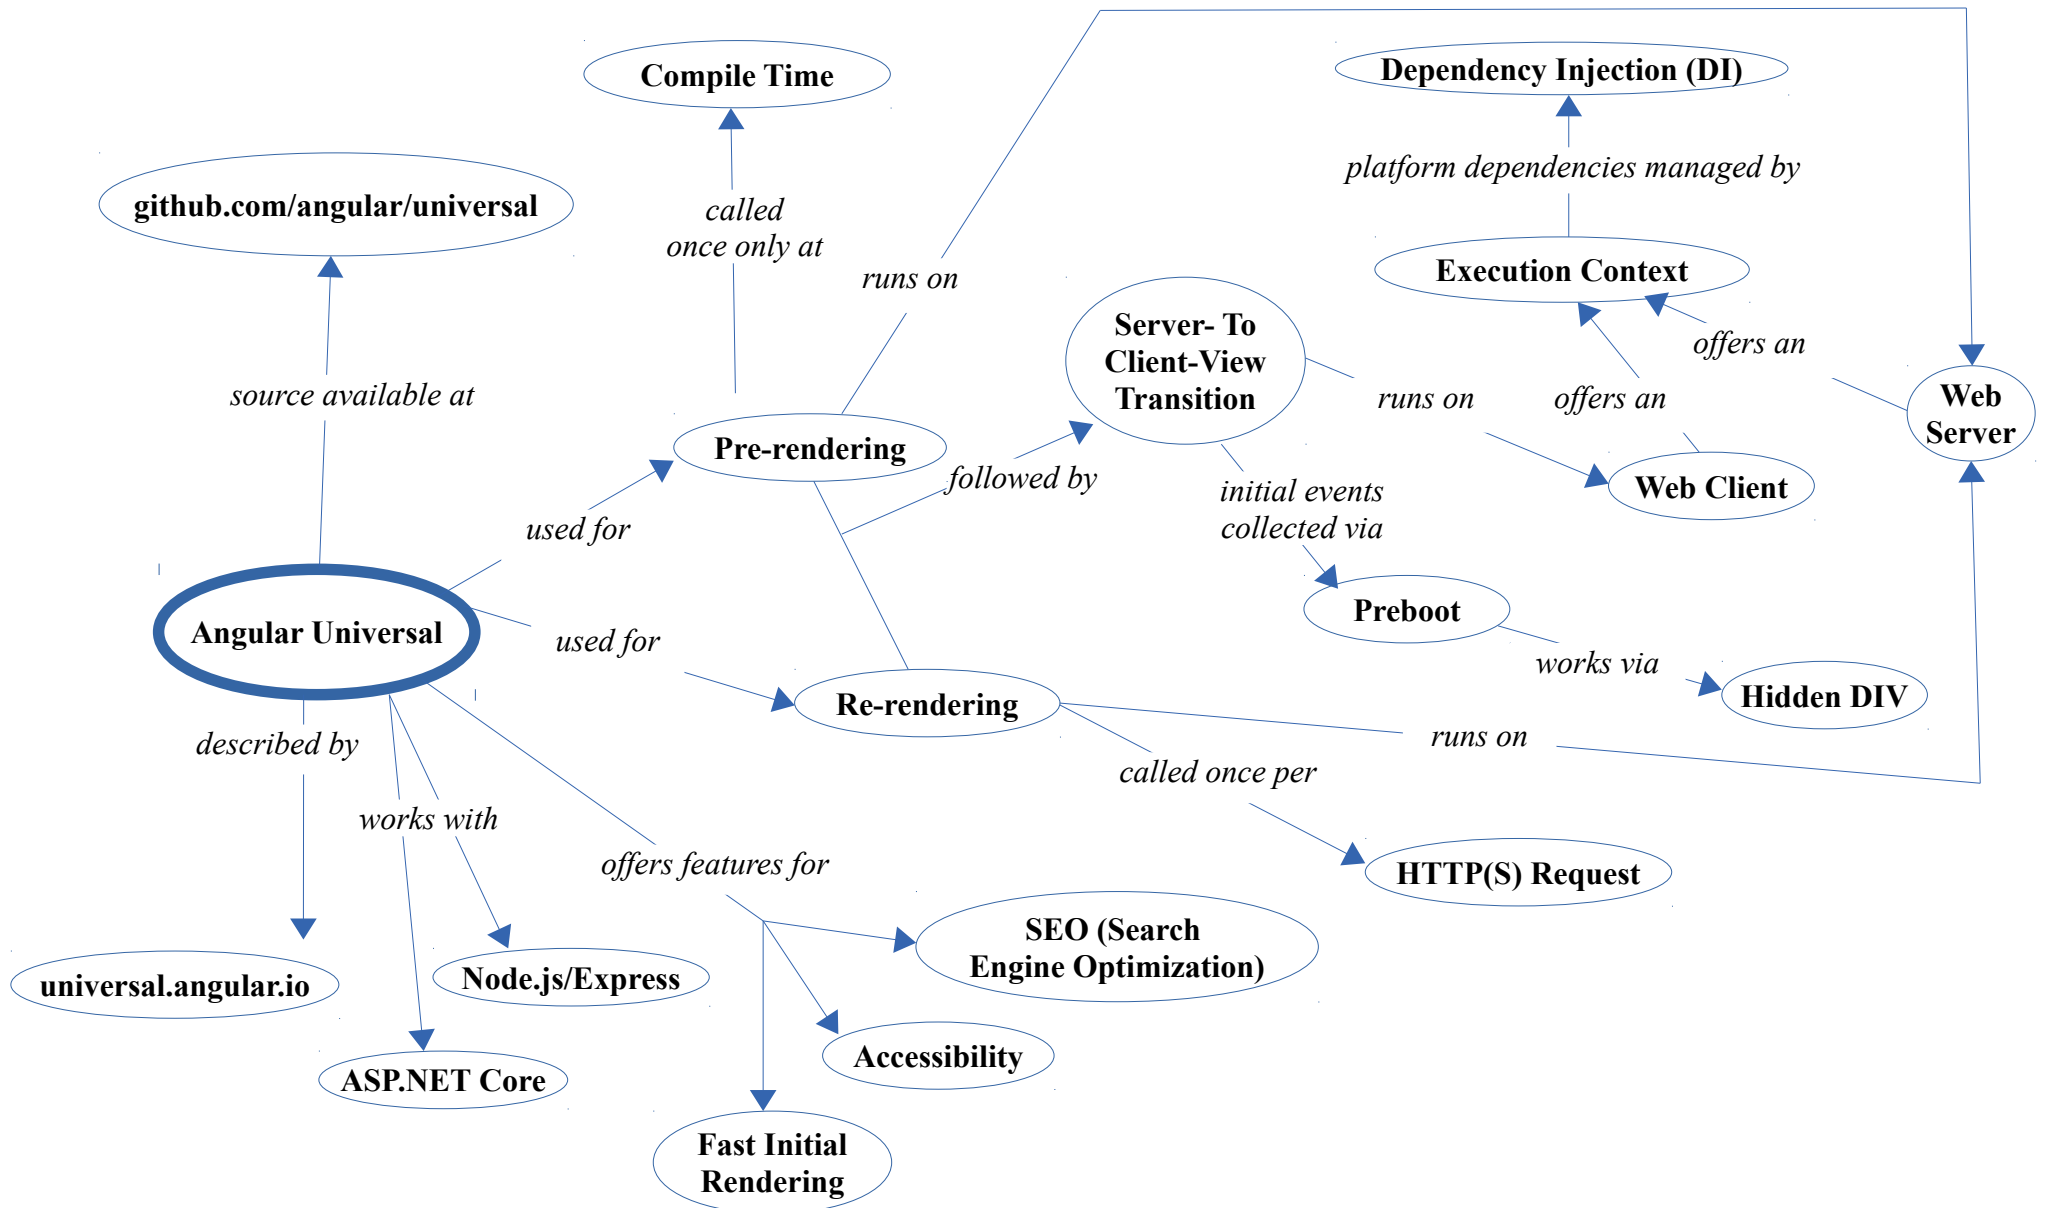 Compile Time
Dependency Injection (DI)
platform dependencies managed by
github.com/angular/universal
called
once only at
runs on
Execution Context
Server- To
Client-View
Transition
offers an
source available at
runs on
offers an
Web
Server
Pre-rendering
followed by
initial events
collected via
Web Client
used for
Angular Universal
used for
Preboot
works via
Hidden DIV
Re-rendering
described by
runs on
called once per
works with
offers features for
HTTP(S) Request
SEO (Search
Engine Optimization)
universal.angular.io
Node.js/Express
Accessibility
ASP.NET Core
Fast Initial
Rendering